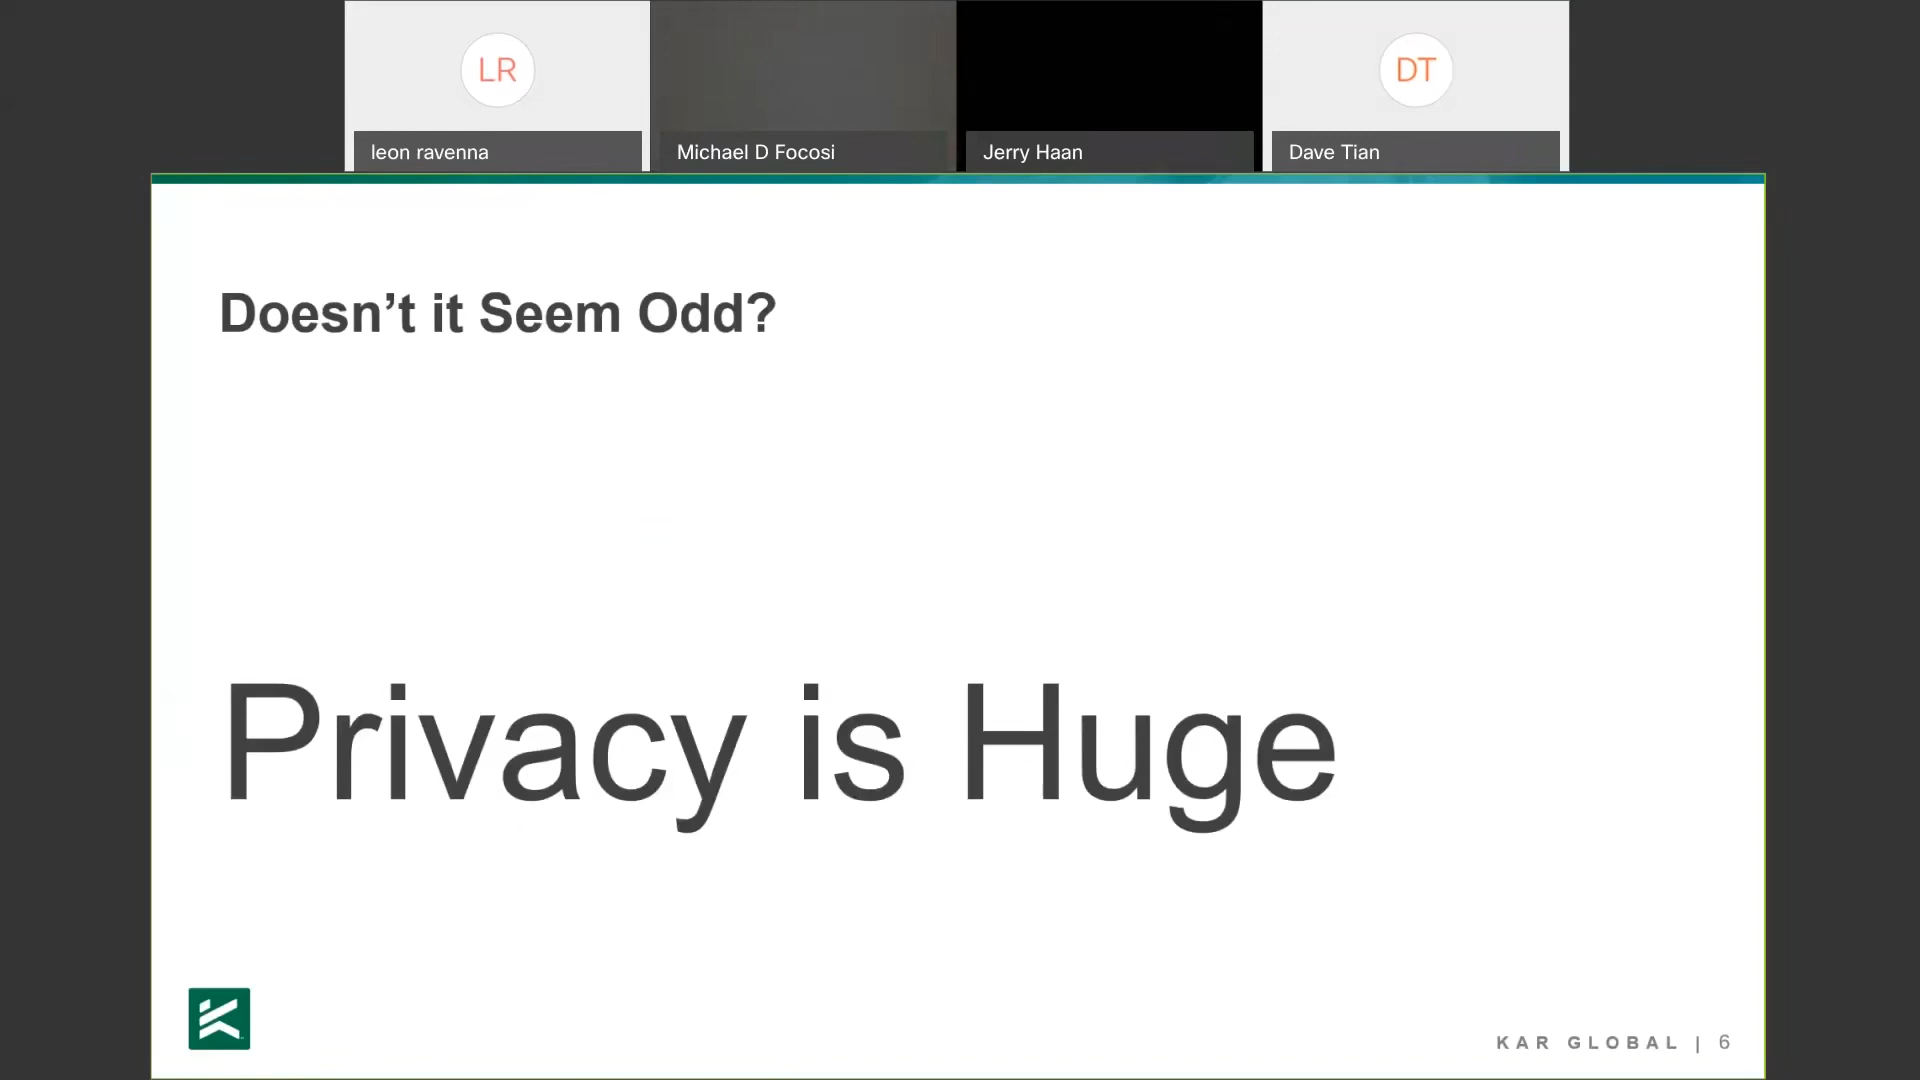 LR
DT
leon ravenna
Michael D Focosi
Jerry Haan
Dave Tian
Doesn’t it Seem Odd?
Privacy is Huge
KAR GLOBAL | 6